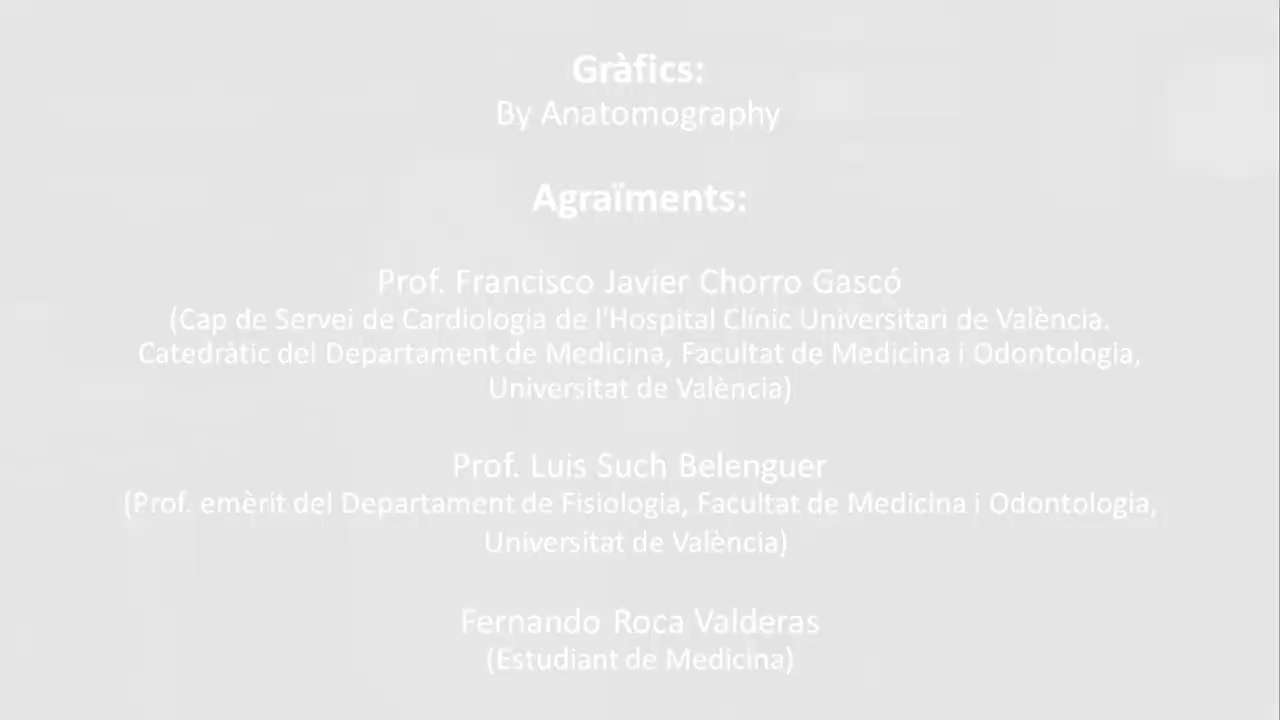 Gràfics:
By Anatomography
Agraïments:
Prof. Francisco Javier Chorro Gascó
(Cap de Servei de Cardiologia de l'Hospital Clínic Universitari de València.
Catedràtic del Departament de Medicina, Facultat de Medicina i Odontologia,
Universitat de València)
Prof. Luis Such Belenguer
(Prof. emèrit del Departament de Fisiologia, Facultat de Medicina i Odontologia,
Universitat de València)
Fernando Roca Valderas
(Estudiant de Medicina)